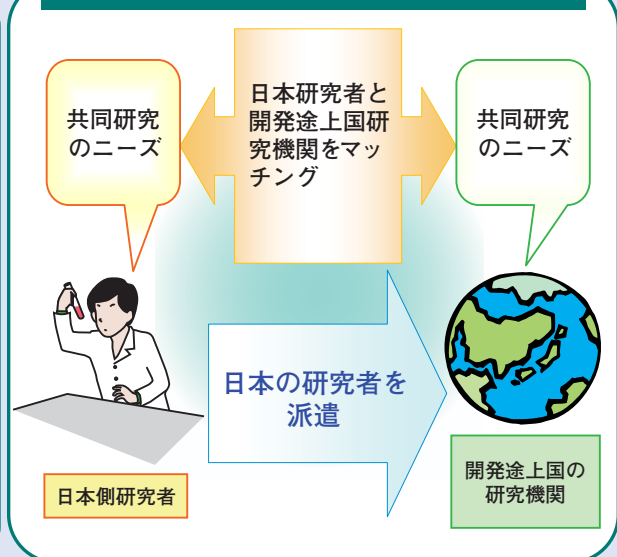 共同研究
のニーズ
日本研究者と
開発途上国研
究機関をマッ
チング
共同研究
のニーズ
日本の研究者を
派遣
日本側研究者
開発途上国の
研究機関